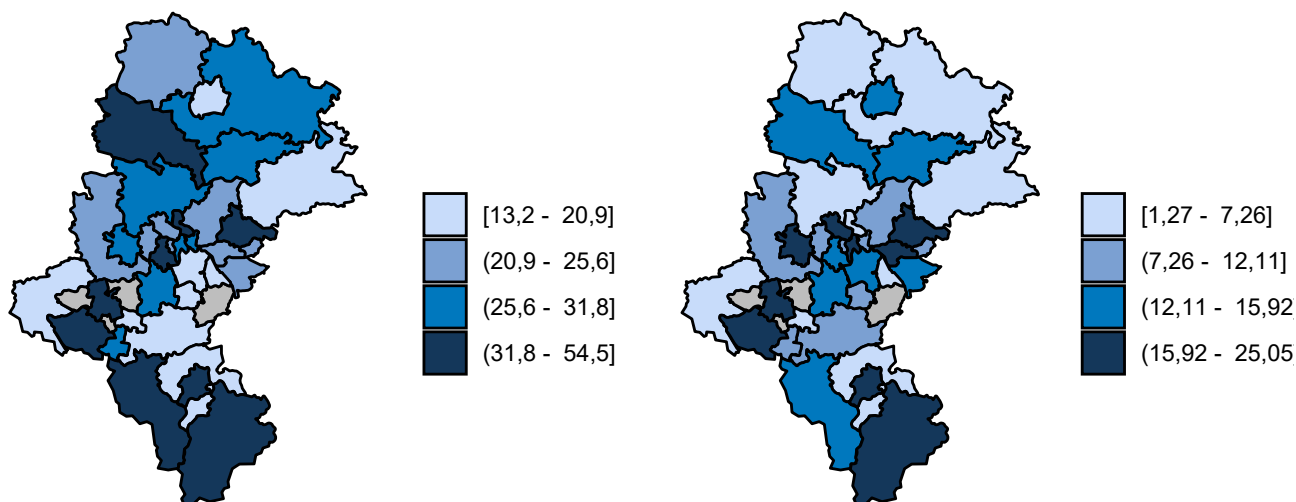 [13,2 - 20,9]
(20,9 - 25,6]
(25,6 - 31,8]
(31,8 - 54,5]
[1,27 - 7,26]
(7,26 - 12,11]
(12,11 - 15,92]
(15,92 - 25,05]